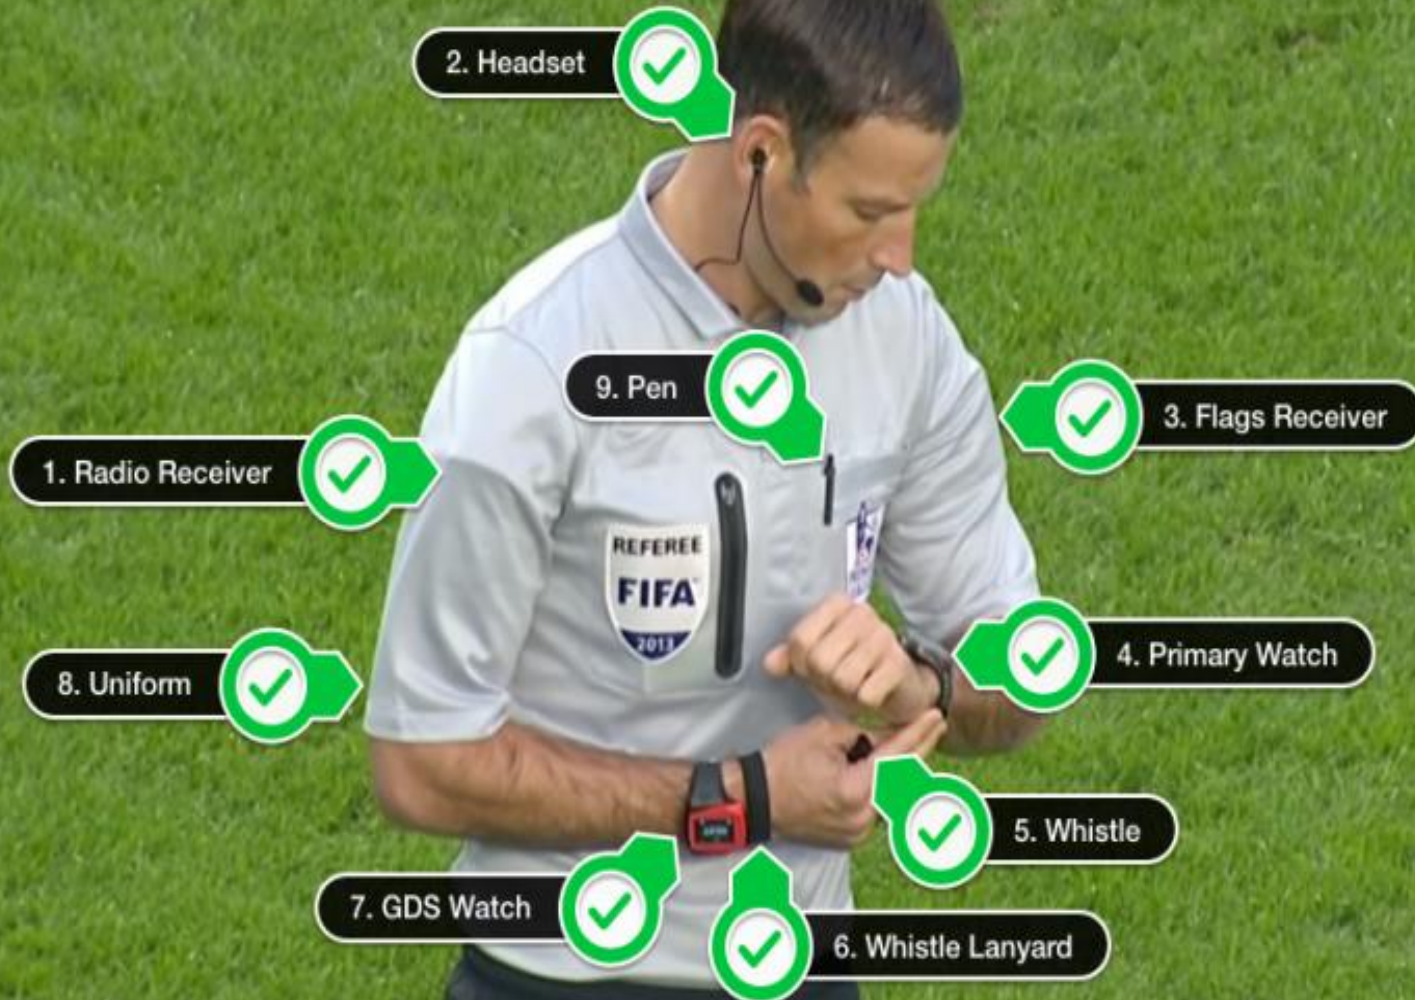 2. Headset
9. Pen
3. Flags Receiver
1. Radio Receiver
REFEREE
FIFA
2013
4. Primary Watch
8. Uniform
5. Whistle
7. GDS Watch
6. Whistle Lanyard